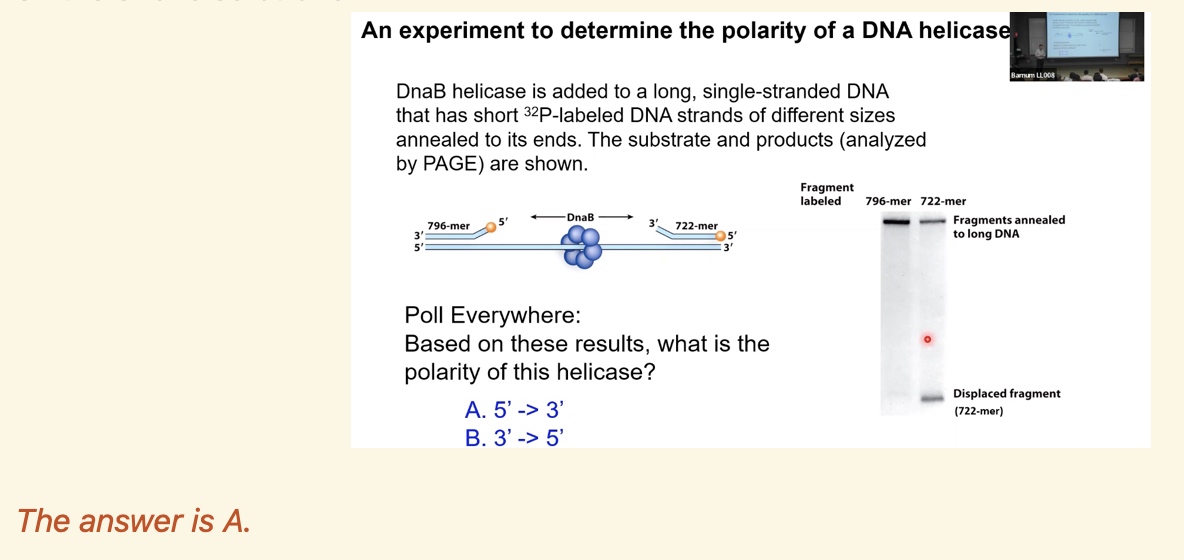 An experiment to determine the polarity of a DNA helicase
Barnum LL008
DnaB helicase is added to a long, single-stranded DNA
that has short ³²P-labeled DNA strands of different sizes
annealed to its ends. The substrate and products (analyzed
by PAGE) are shown.
Fragment
labeled 796-mer 722-mer
Fragments annealed
to long DNA
796-mer 5′ DnaB 3′ 722-mer
3′ 5′
5′ 3′
Poll Everywhere:
Based on these results, what is the
polarity of this helicase?
A. 5’ -> 3’
B. 3’ -> 5’
Displaced fragment
(722-mer)
The answer is A.